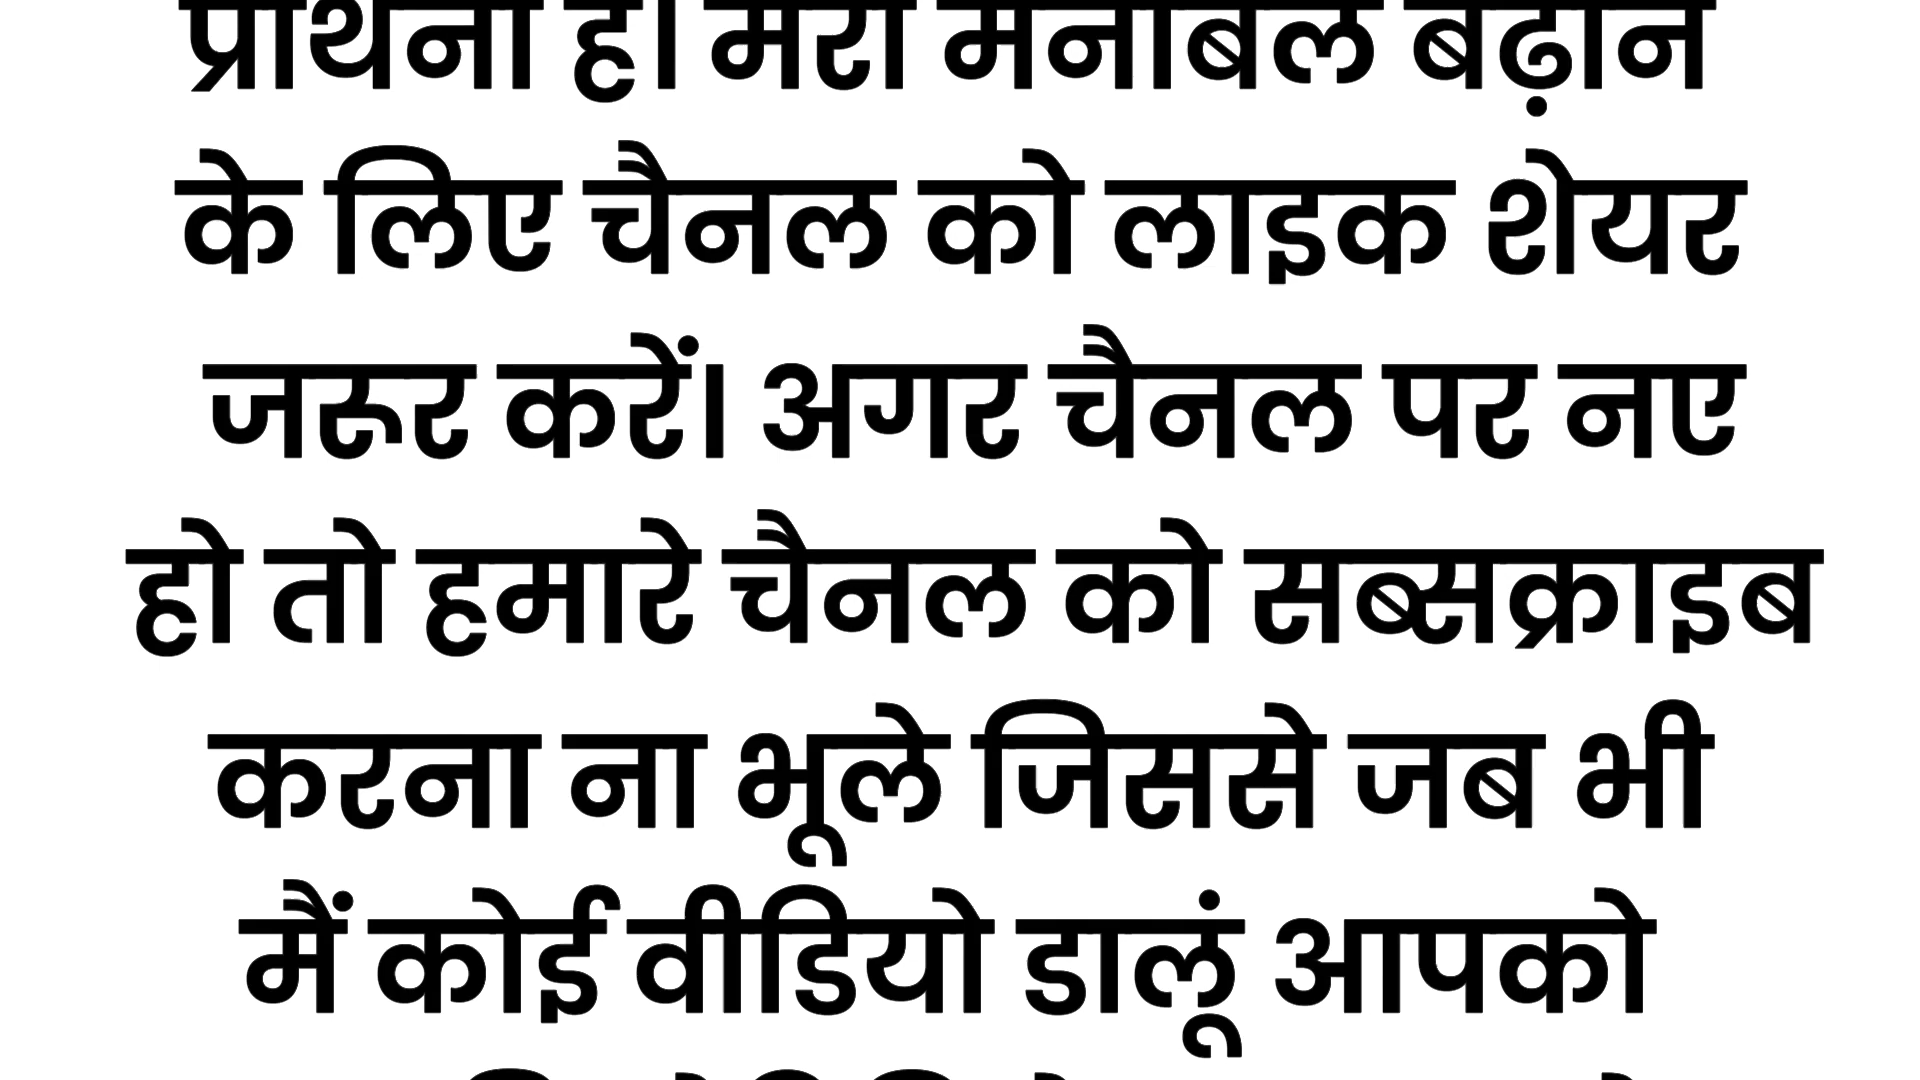 प्रार्थना है। मेरा मनोबल बढ़ाने
के लिए चैनल को लाइक शेयर
जरूर करें। अगर चैनल पर नए
हो तो हमारे चैनल को सब्सक्राइब
करना ना भूले जिससे जब भी
मैं कोई वीडियो डालूं आपको